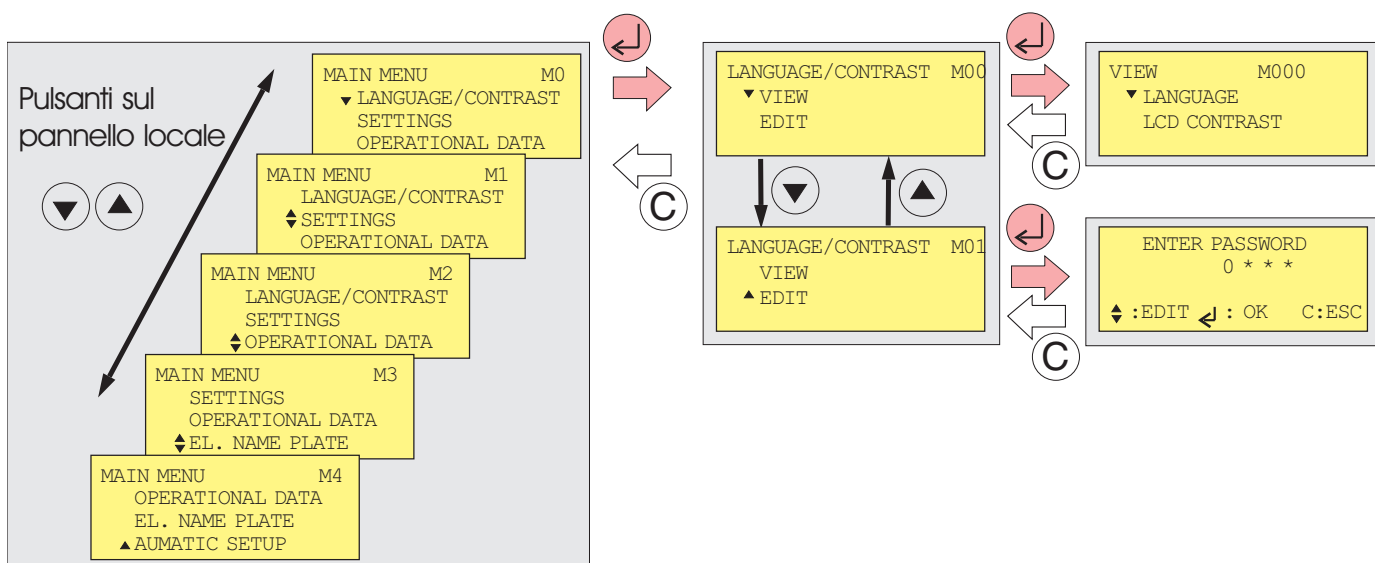 Pulsanti sul
pannello locale
MAIN MENU M0
LANGUAGE/CONTRAST
SETTINGS
OPERATIONAL DATA
MAIN MENU M1
LANGUAGE/CONTRAST
SETTINGS
OPERATIONAL DATA
MAIN MENU M2
LANGUAGE/CONTRAST
SETTINGS
OPERATIONAL DATA
MAIN MENU M3
SETTINGS
OPERATIONAL DATA
EL. NAME PLATE
MAIN MENU M4
OPERATIONAL DATA
EL. NAME PLATE
AUMATIC SETUP
C
LANGUAGE/CONTRAST M00
VIEW
EDIT
LANGUAGE/CONTRAST M01
VIEW
EDIT
C
C
VIEW M000
LANGUAGE
LCD CONTRAST
ENTER PASSWORD
0 * * *
:EDIT : OK C:ESC